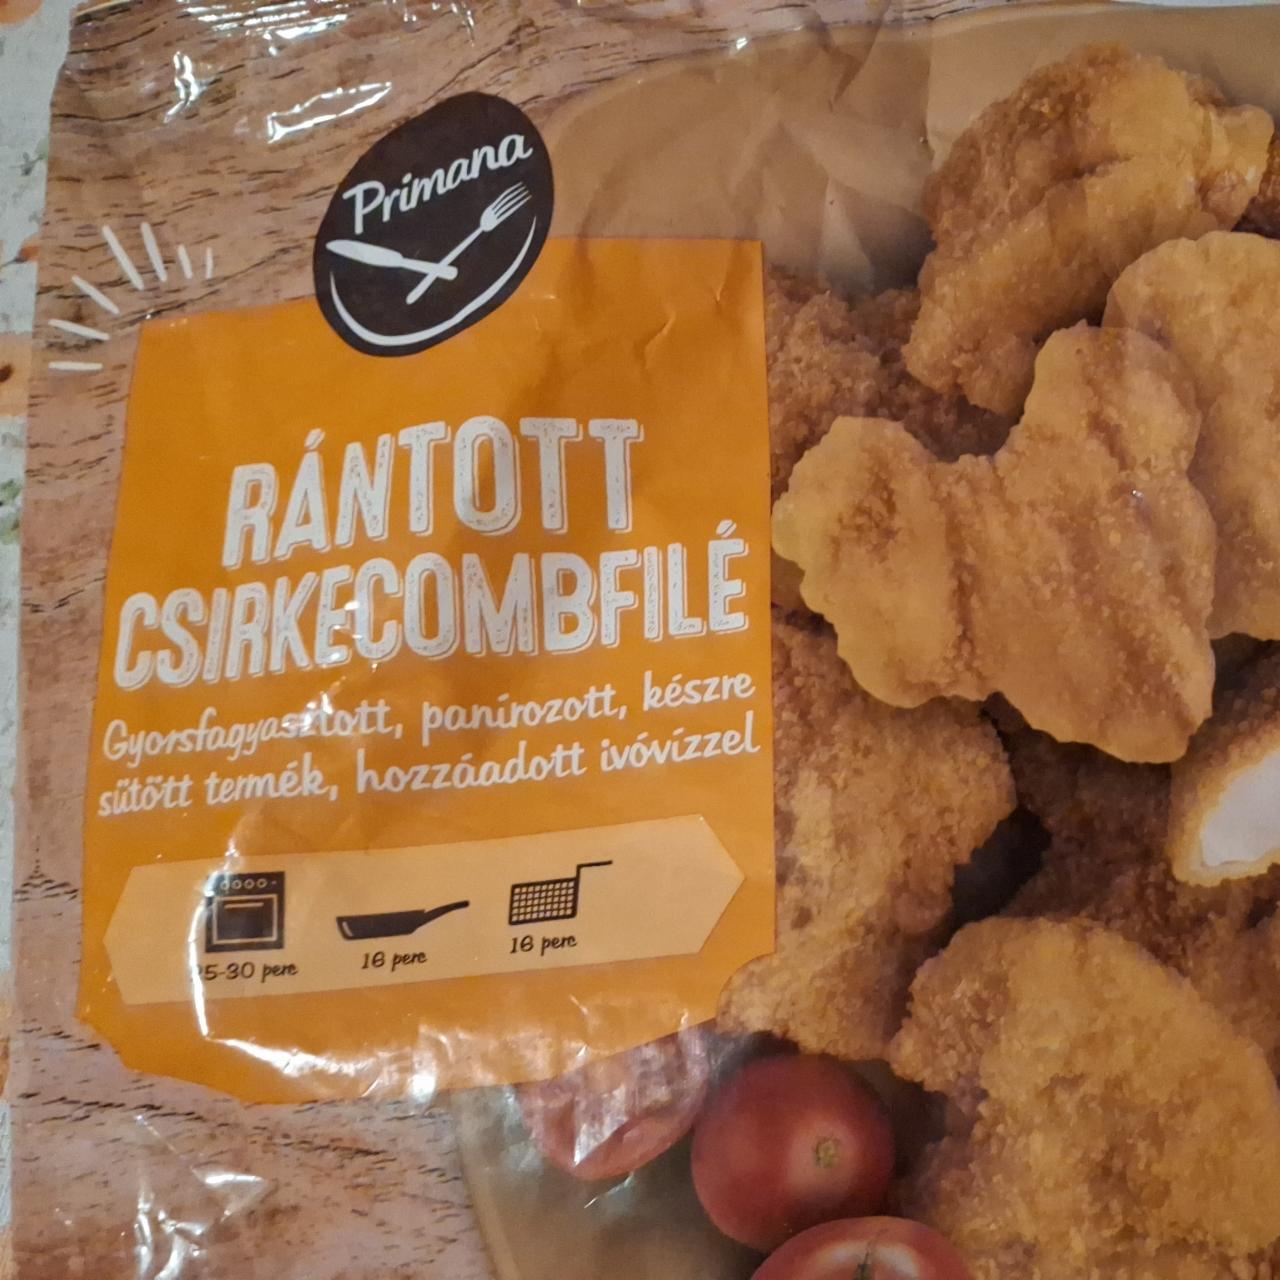 Primana
RÁNTOTT
CSIRKECOMBFILÉ
Gyorsfagyasztott, panírozott, készre
sütött termék, hozzáadott ivóvízzel
16 perc
16 perc